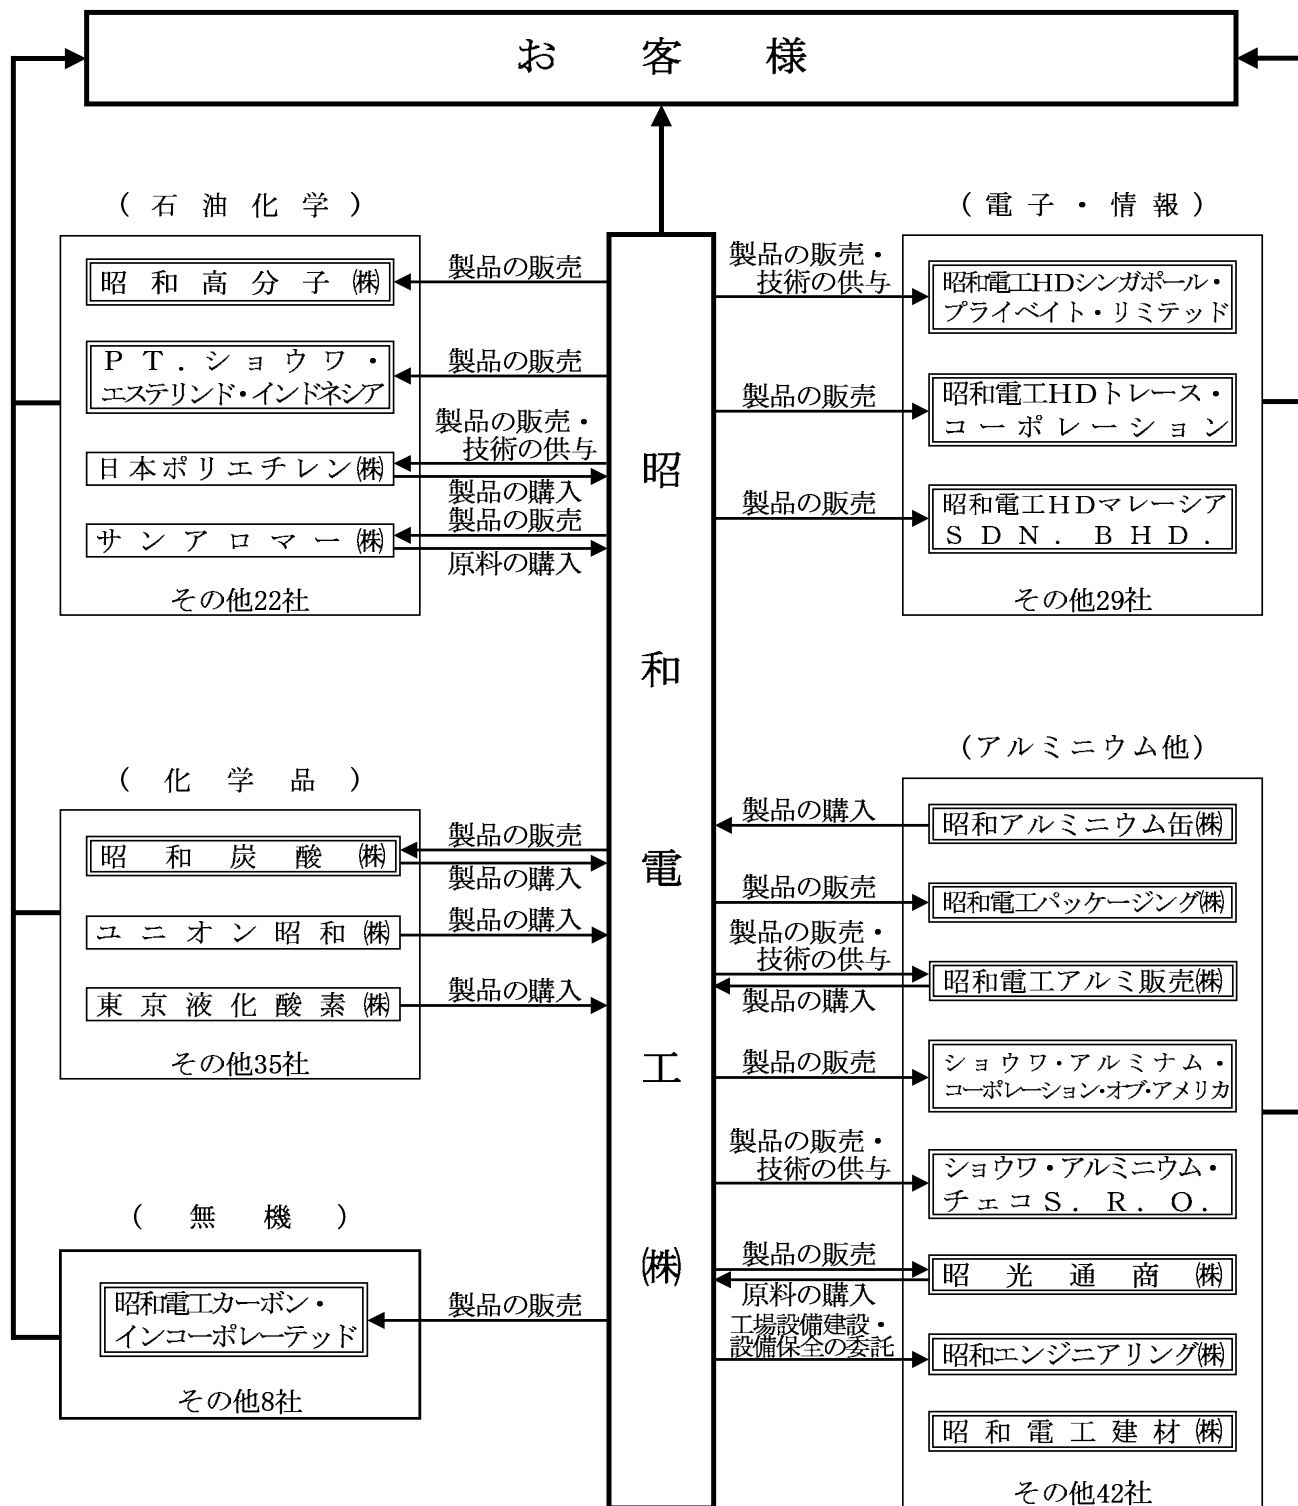 お客様
(石油化学)
昭和高分子㈱
製品の販売
PT.ショウワ・
エステリンド・インドネシア
製品の販売
日本ポリエチレン㈱
製品の販売・
技術の供与
製品の購入
サンアロマー㈱
製品の販売
原料の購入
その他22社
(化学品)
昭和炭酸㈱
製品の販売
製品の購入
ユニオン昭和㈱
製品の購入
東京液化酸素㈱
製品の購入
その他35社
(無機)
昭和電工カーボン・
インコーポレーテッド
製品の販売
その他8社
昭和電工㈱
(電子・情報)
製品の販売・
技術の供与
昭和電工HDシンガポール・
プライベイト・リミテッド
製品の販売
昭和電工HDトレース・
コーポレーション
製品の販売
昭和電工HDマレーシア
SDN.BHD.
その他29社
(アルミニウム他)
製品の購入
昭和アルミニウム缶㈱
製品の販売
昭和電工パッケージング㈱
製品の販売・
技術の供与
製品の購入
昭和電工アルミ販売㈱
製品の販売
ショウワ・アルミナム・
コーポレーション・オブ・アメリカ
製品の販売・
技術の供与
ショウワ・アルミニウム・
チェコS.R.O.
製品の販売
原料の購入
昭光通商㈱
工場設備建設・
設備保全の委託
昭和エンジニアリング㈱
昭和電工建材㈱
その他42社